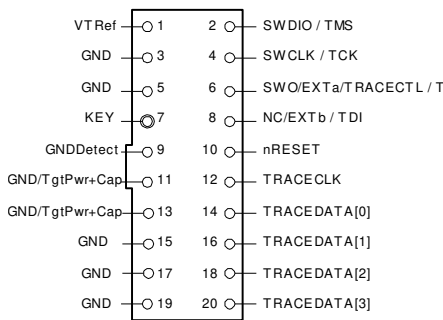 VTRef 1 2 SWDIO / TMS
GND 3 4 SWCLK / TCK
GND 5 6 SWO/EXTa/TRACECTL / T
KEY 7 8 NC/EXTb / TDI
GNDDetect 9 10 nRESET
GND/TgtPwr+Cap 11 12 TRACECLK
GND/TgtPwr+Cap 13 14 TRACEDATA[0]
GND 15 16 TRACEDATA[1]
GND 17 18 TRACEDATA[2]
GND 19 20 TRACEDATA[3]